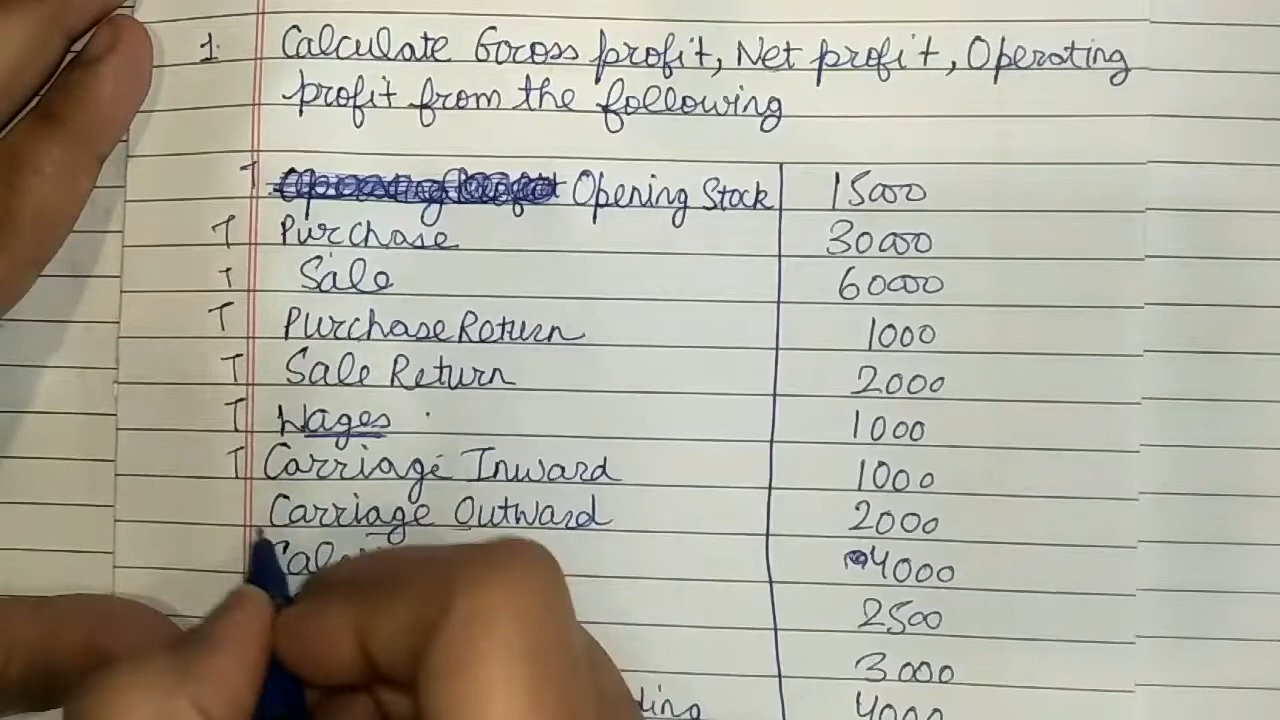 1. Calculate Gross profit, Net profit, Operating
profit from the following
T Opening Stock 15000
T Purchase 30000
T Sale 60000
T Purchase Return 1000
T Sale Return 2000
T Wages 1000
T Carriage Inward 1000
Carriage Outward 2000
4000
2500
3000
4000